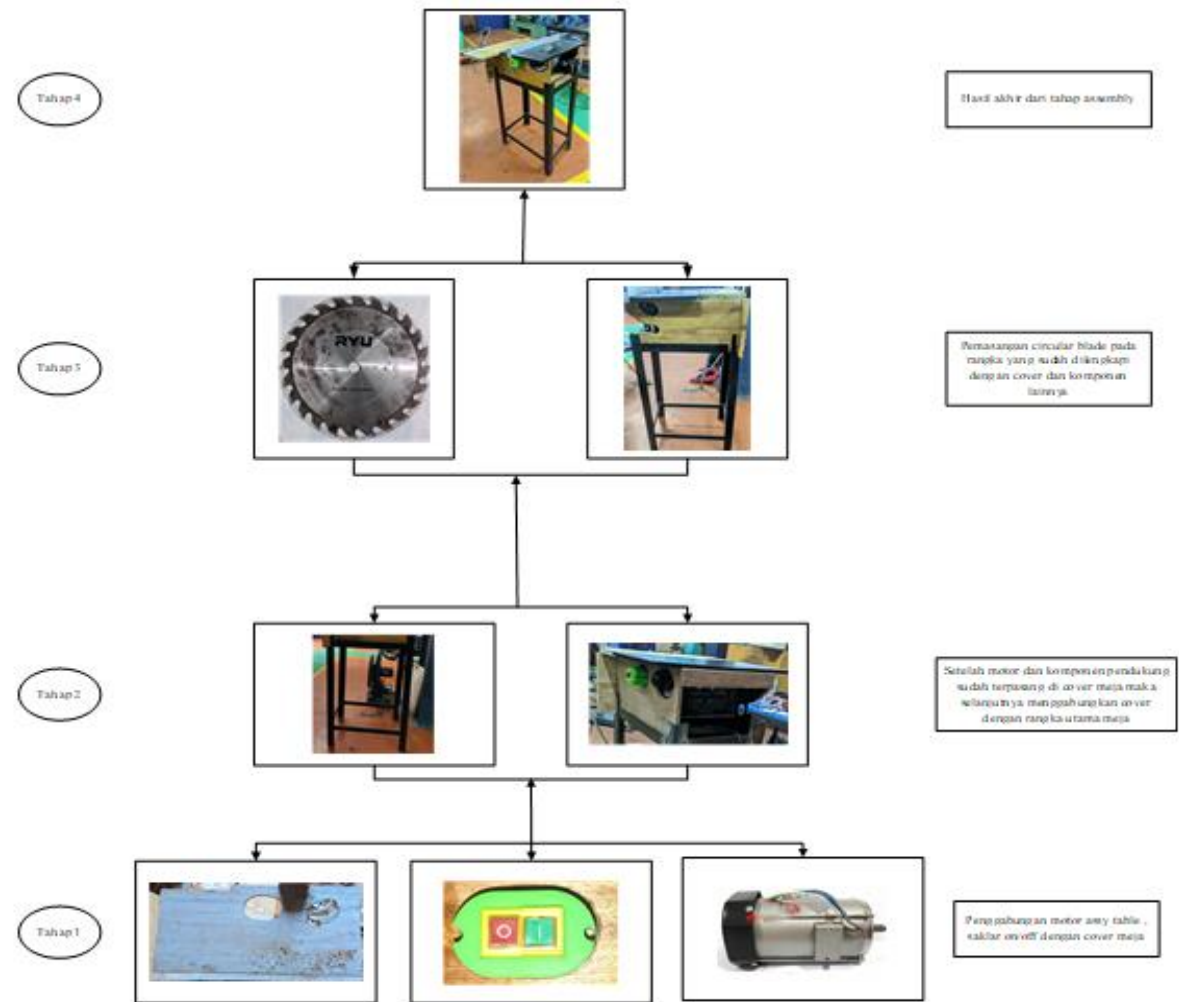 Tahap 4
Hasil akhir dari tahap assembly
RYU
Tahap 3
Pemasangan circular blade pada
rangka yang sudah dilengkapi
dengan cover dan komponen
lainnya
Tahap 2
Setelah motor dan komponen pendukung
sudah terpasang di cover meja maka
selanjutnya menggabungkan cover
dengan rangka utama meja
Tahap 1
Penggabungan motor assy table ,
saklar on/off dengan cover meja